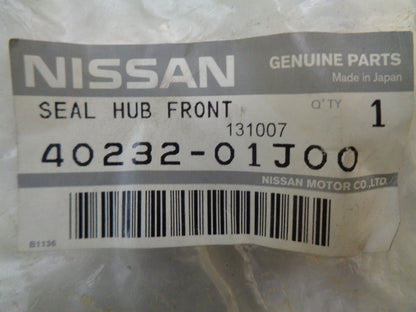 NISSAN GENUINE PARTS
Made in Japan
SEAL HUB FRONT Q'TY 1
131007
40232-01J00
NISSAN MOTOR CO.,LTD.
B1136